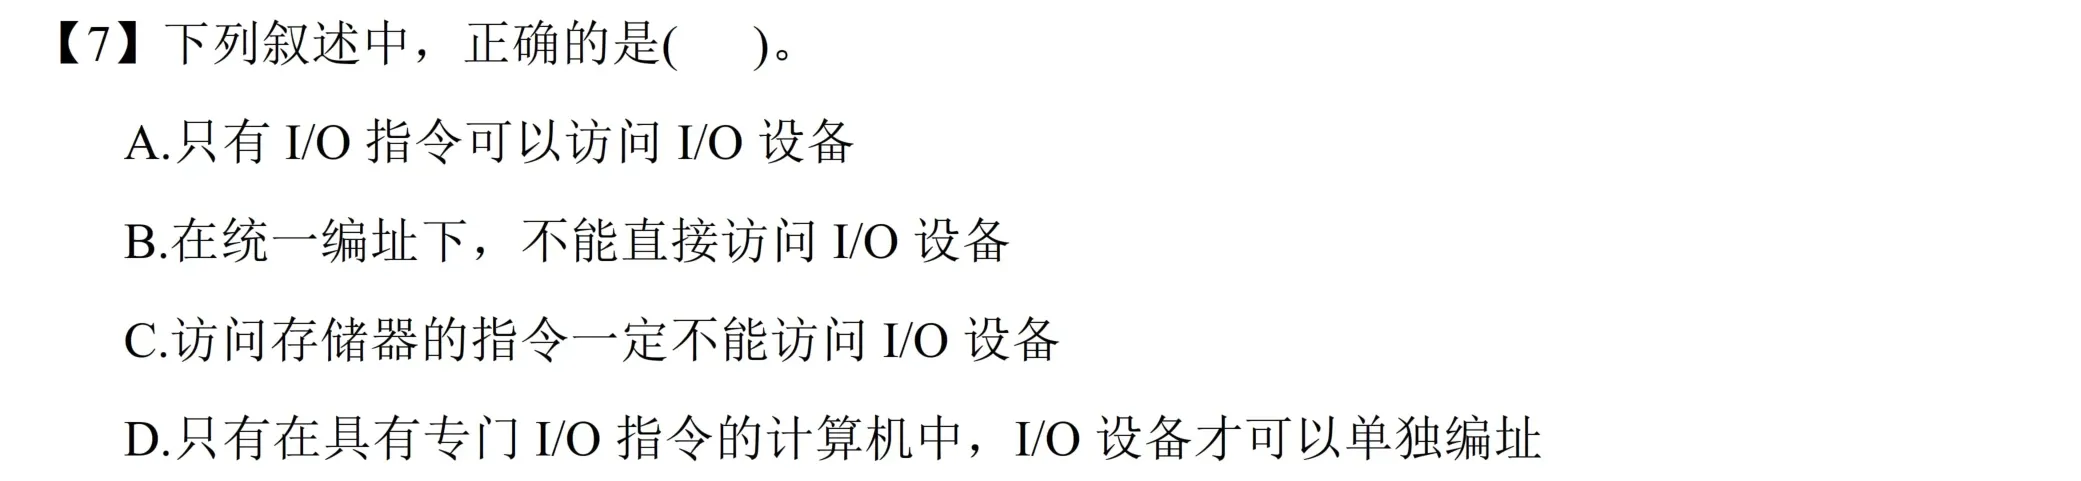 【7】下列叙述中，正确的是(  )。
A.只有 I/O 指令可以访问 I/O 设备
B.在统一编址下，不能直接访问 I/O 设备
C.访问存储器的指令一定不能访问 I/O 设备
D.只有在具有专门 I/O 指令的计算机中，I/O 设备才可以单独编址